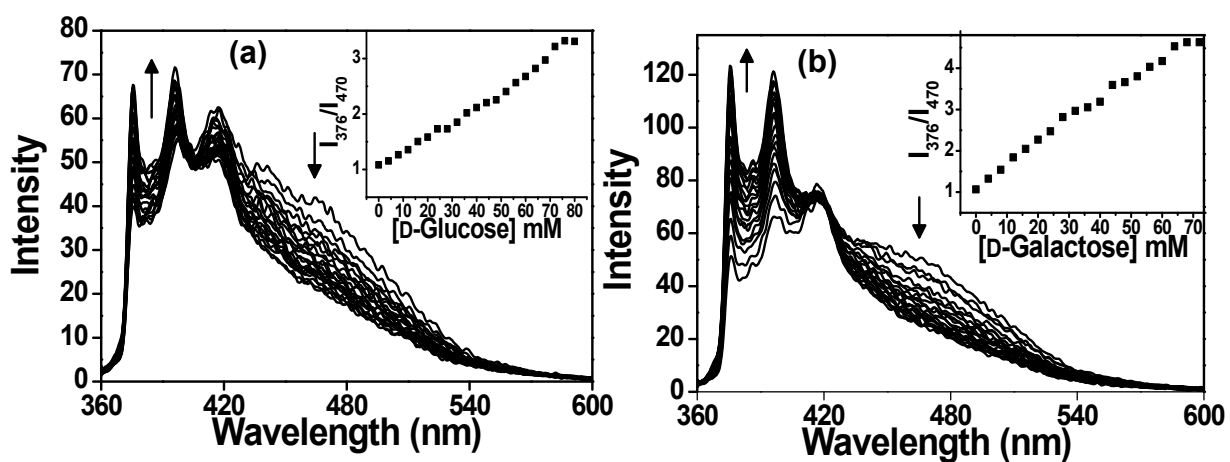 (a)
80
70
60
50
40
30
20
10
0
Intensity
360 420 480 540 600
Wavelength (nm)
3
2
1
I376/I470
0 10 20 30 40 50 60 70 80
[D-Glucose] mM
(b)
120
100
80
60
40
20
0
Intensity
360 420 480 540 600
Wavelength (nm)
4
3
2
1
I376/I470
0 10 20 30 40 50 60 70
[D-Galactose] mM